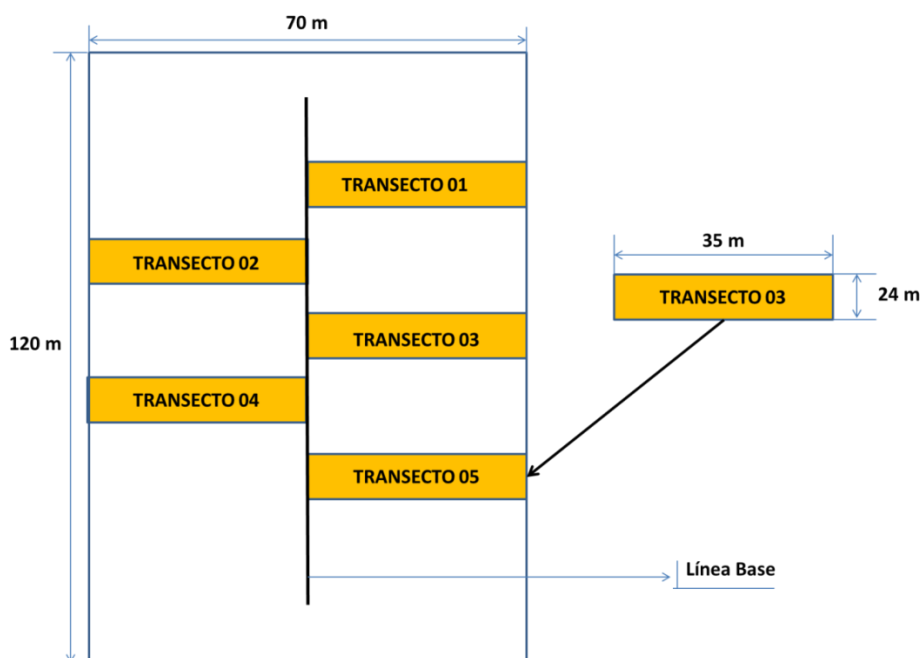 70 m
TRANSECTO 01
35 m
TRANSECTO 02
TRANSECTO 03
24 m
TRANSECTO 03
120 m
TRANSECTO 04
TRANSECTO 05
Línea Base